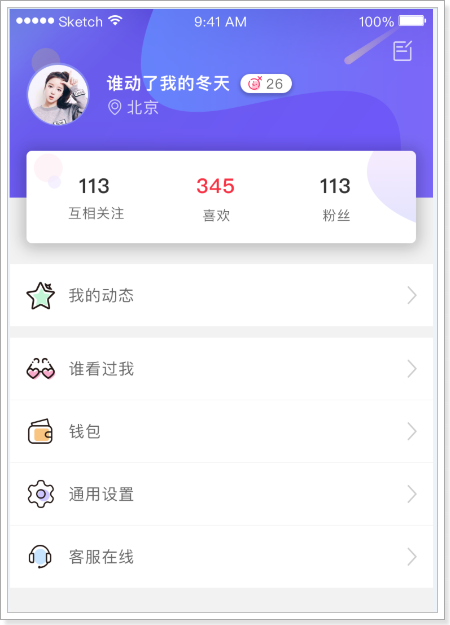 Sketch 9:41 AM 100%
谁动了我的冬天 26
北京
113 345 113
互相关注 喜欢 粉丝
我的动态
谁看过我
钱包
通用设置
客服在线